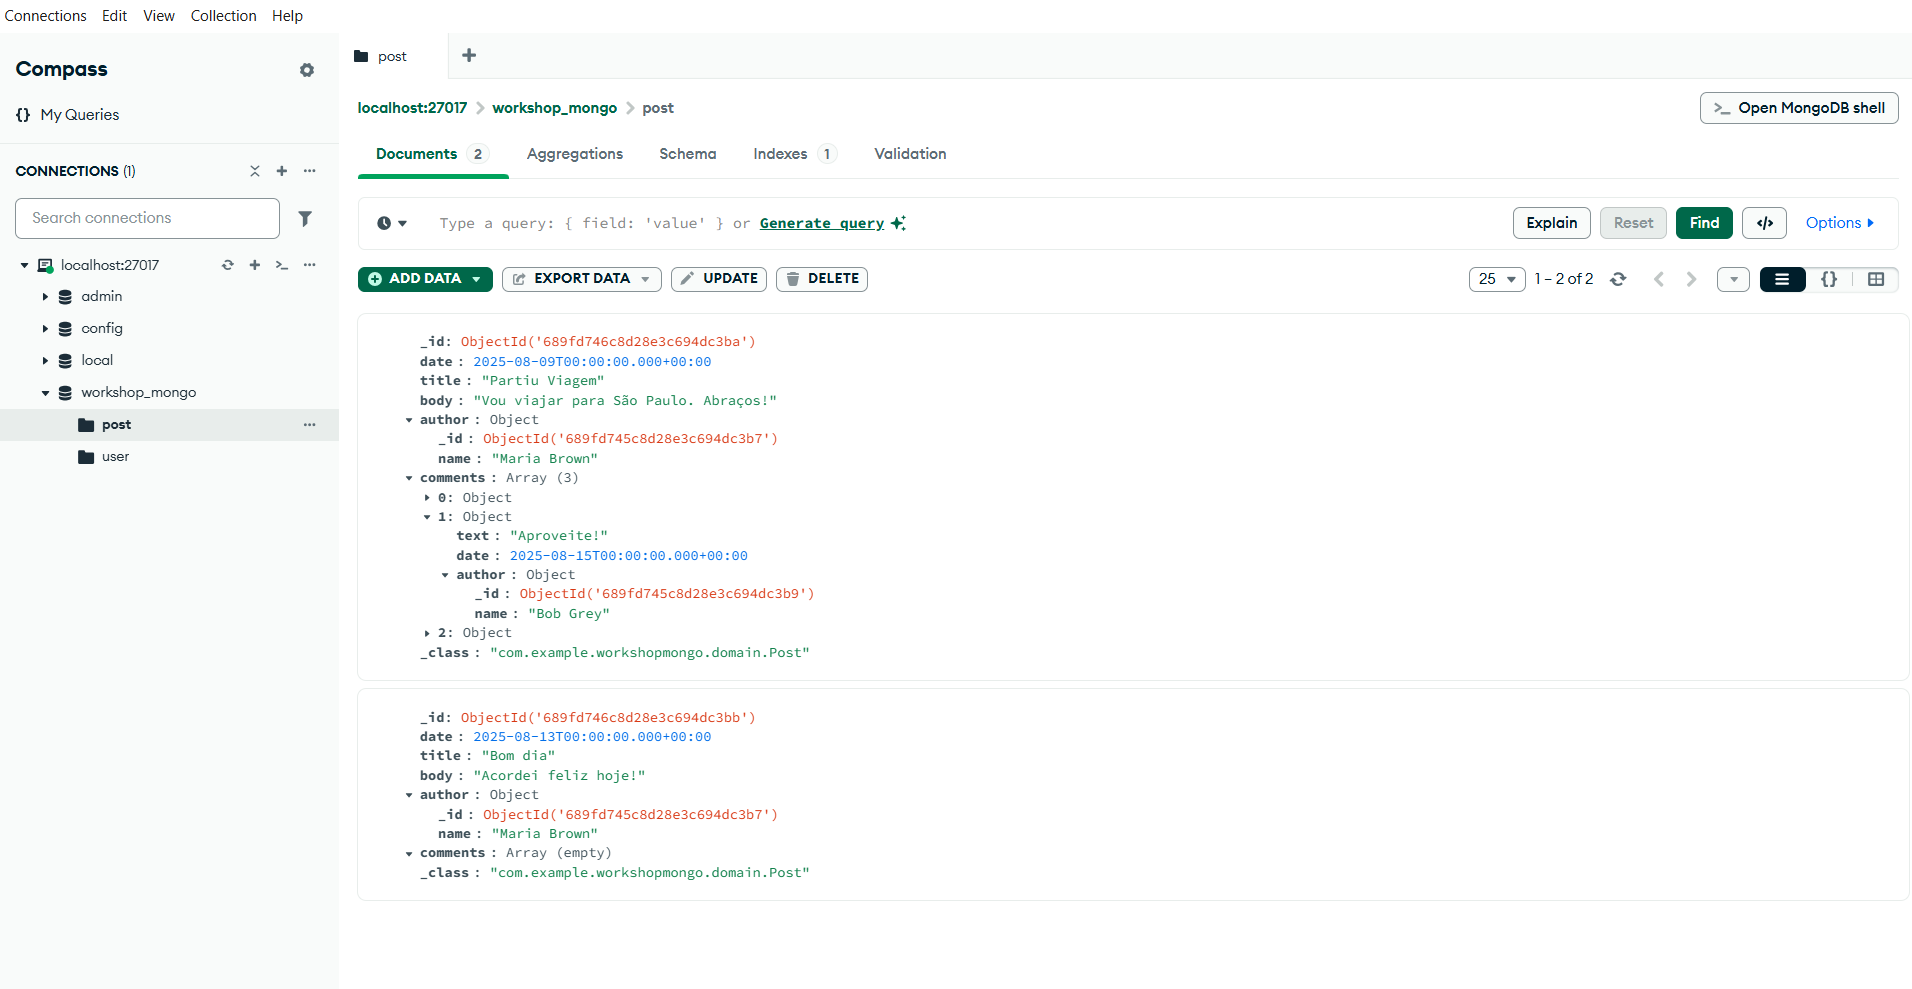 Connections Edit View Collection Help
Compass
{} My Queries
CONNECTIONS (1)
Search connections
localhost:27017
admin
config
local
workshop_mongo
post
user
post
localhost:27017 > workshop_mongo > post
>_ Open MongoDB shell
Documents 2 Aggregations Schema Indexes 1 Validation
Type a query: { field: 'value' } or Generate query
Explain Reset Find </> Options
ADD DATA EXPORT DATA UPDATE DELETE
25 1 – 2 of 2 {}
_id: ObjectId('689fd746c8d28e3c694dc3ba')
date : 2025-08-09T00:00:00.000+00:00
title : "Partiu Viagem"
body : "Vou viajar para São Paulo. Abraços!"
author : Object
_id : ObjectId('689fd745c8d28e3c694dc3b7')
name : "Maria Brown"
comments : Array (3)
0: Object
1: Object
text : "Aproveite!"
date : 2025-08-15T00:00:00.000+00:00
author : Object
_id : ObjectId('689fd745c8d28e3c694dc3b9')
name : "Bob Grey"
2: Object
_class : "com.example.workshopmongo.domain.Post"
_id: ObjectId('689fd746c8d28e3c694dc3bb')
date : 2025-08-13T00:00:00.000+00:00
title : "Bom dia"
body : "Acordei feliz hoje!"
author : Object
_id : ObjectId('689fd745c8d28e3c694dc3b7')
name : "Maria Brown"
comments : Array (empty)
_class : "com.example.workshopmongo.domain.Post"